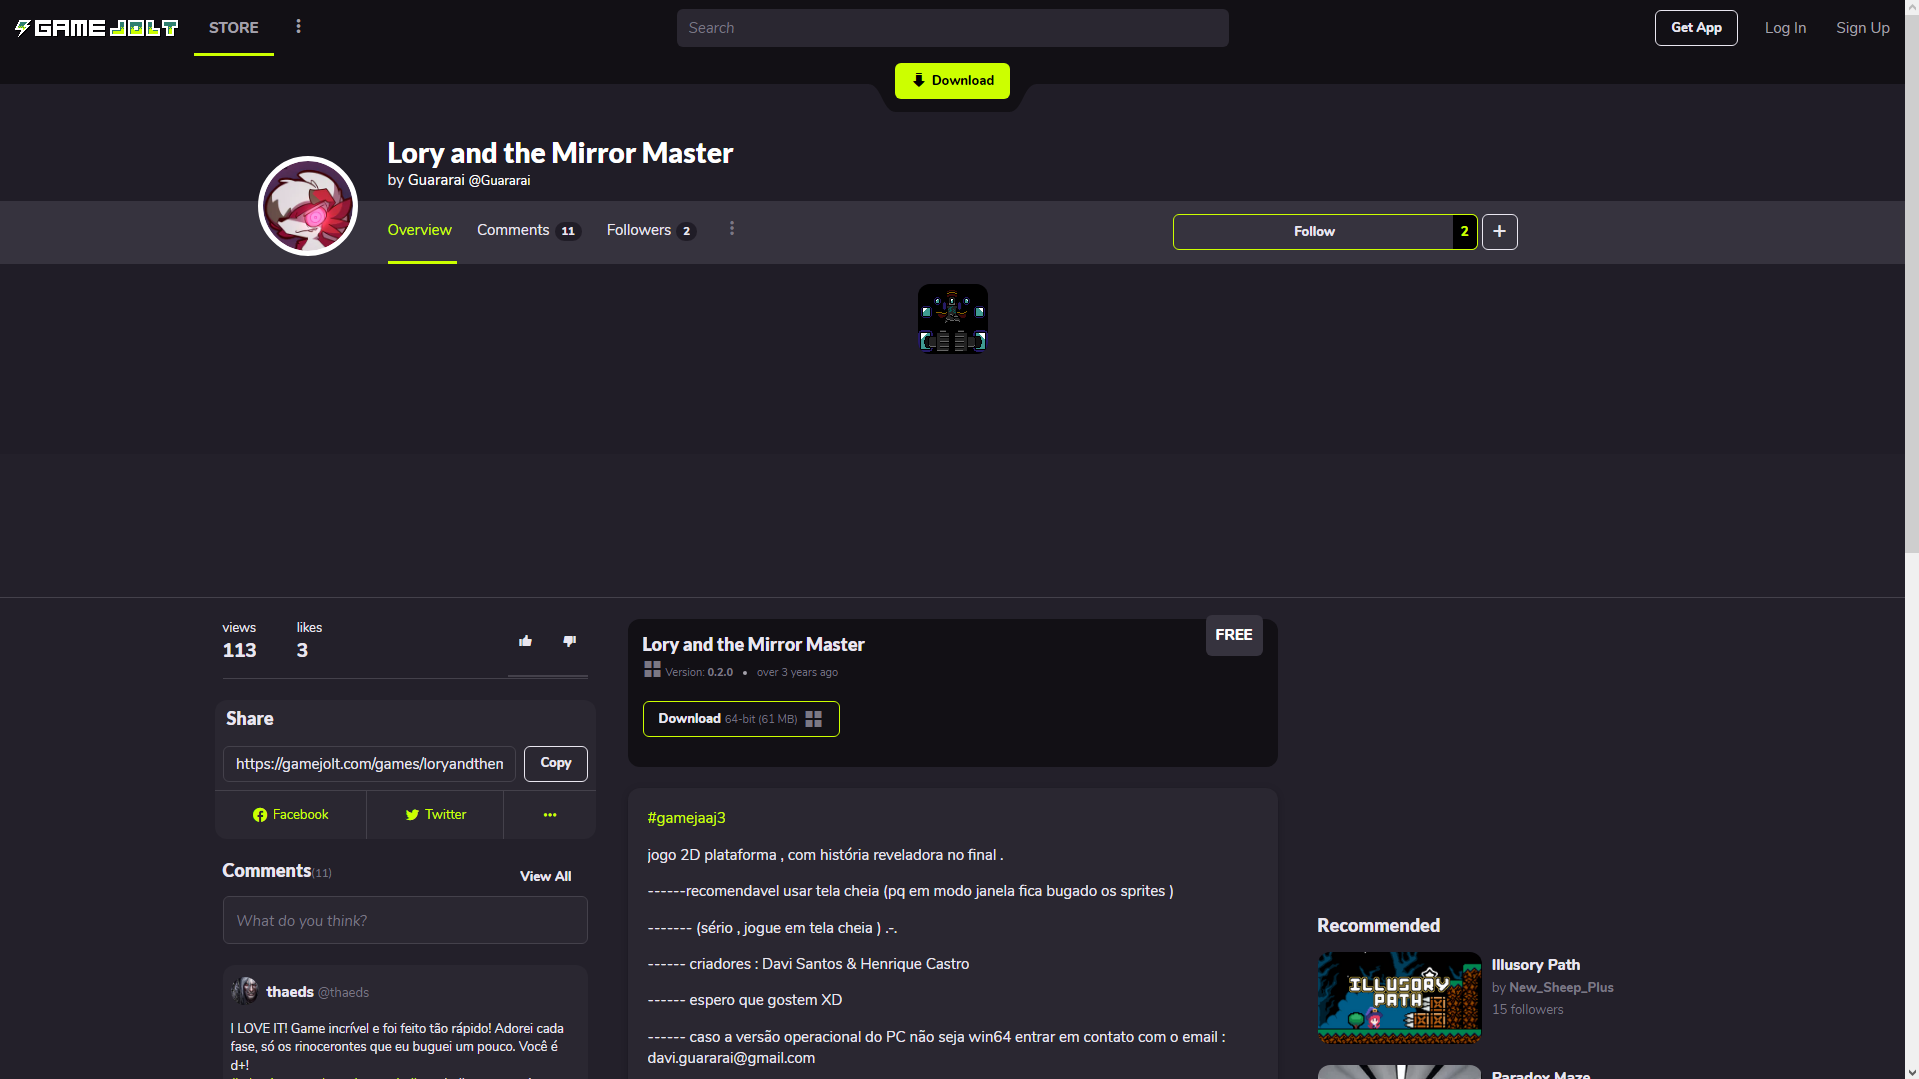 GAME JOLT
STORE
Search
Get App
Log In
Sign Up
Download
Lory and the Mirror Master
by Guararai @Guararai
Overview
Comments 11
Followers 2
Follow 2
+
views
113
likes
3
Share
https://gamejolt.com/games/loryandthen
Copy
Facebook
Twitter
Comments(11)
View All
What do you think?
thaeds @thaeds
I LOVE IT! Game incrível e foi feito tão rápido! Adorei cada
fase, só os rinocerontes que eu buguei um pouco. Você é
d+!
Lory and the Mirror Master
FREE
Version: 0.2.0 • over 3 years ago
Download 64-bit (61 MB)
#gamejaaj3
jogo 2D plataforma , com história reveladora no final .
------recomendavel usar tela cheia (pq em modo janela fica bugado os sprites )
------- (sério , jogue em tela cheia ) .-.
------ criadores : Davi Santos & Henrique Castro
------ espero que gostem XD
------ caso a versão operacional do PC não seja win64 entrar em contato com o email :
davi.guararai@gmail.com
Recommended
ILLUSORY
PATH
Illusory Path
by New_Sheep_Plus
15 followers
Paradox Maze